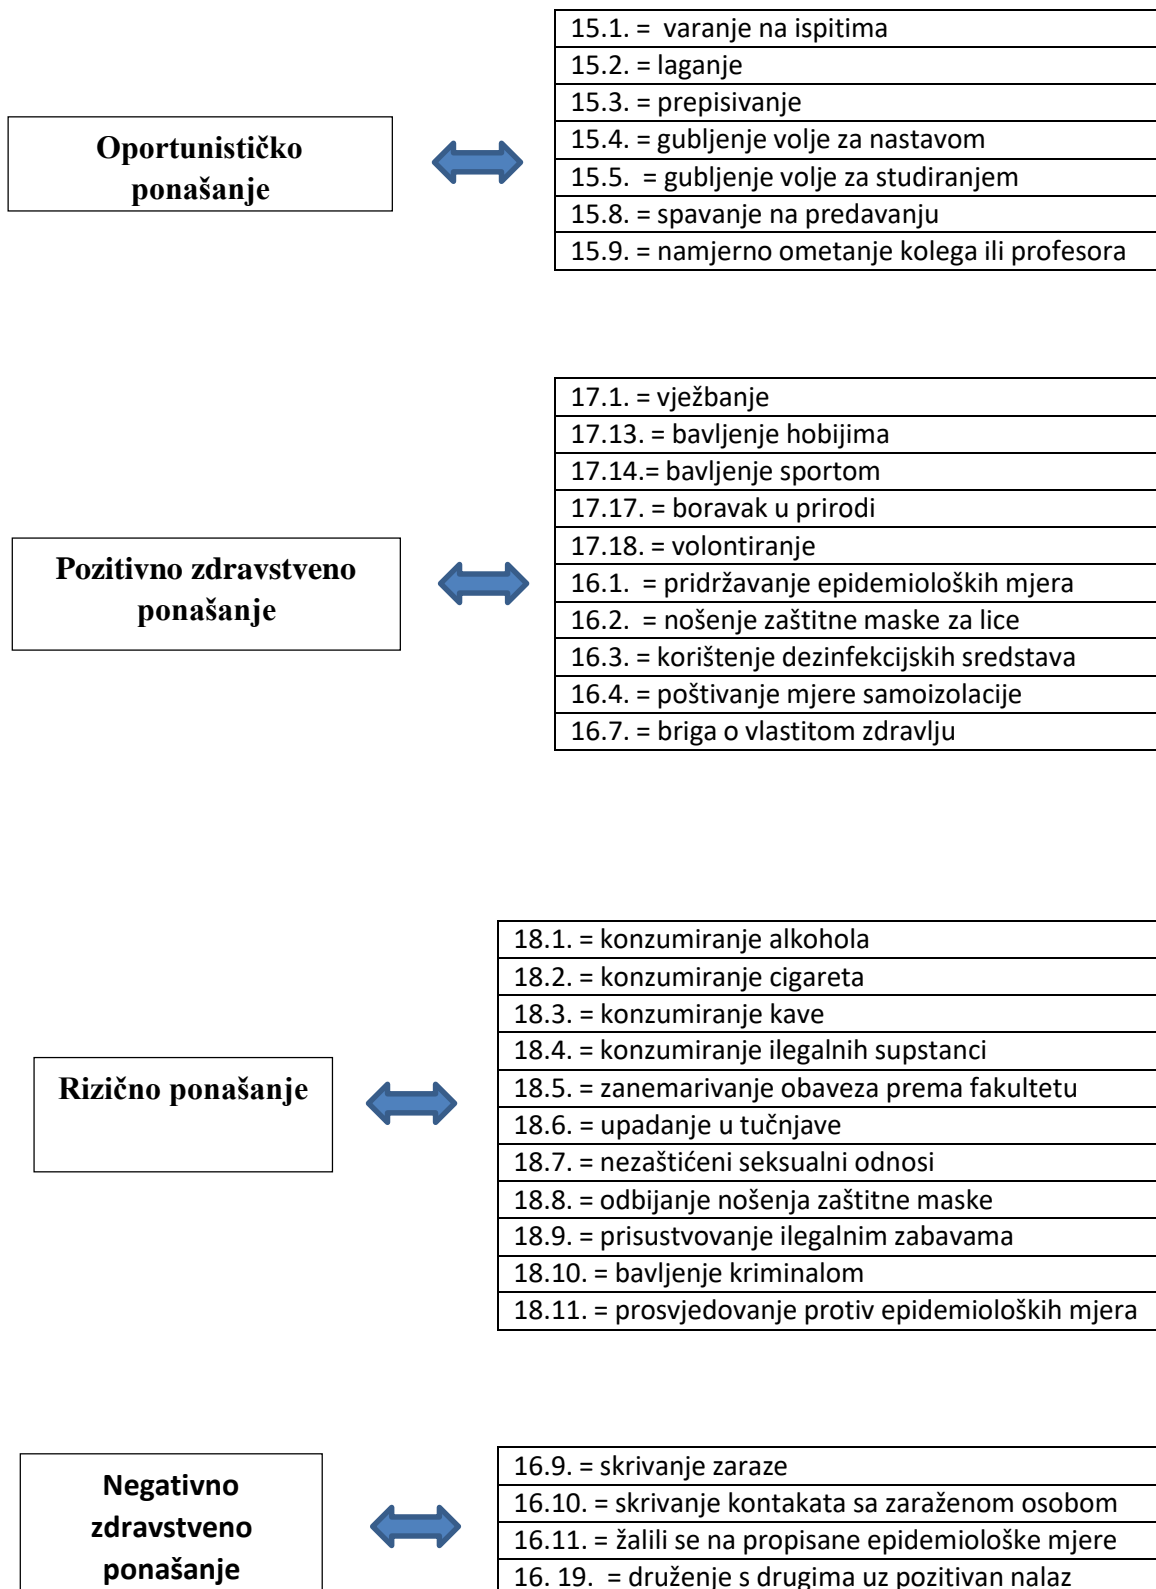 15.1. = varanje na ispitima
15.2. = laganje
15.3. = prepisivanje
15.4. = gubljenje volje za nastavom
15.5. = gubljenje volje za studiranjem
15.8. = spavanje na predavanju
15.9. = namjerno ometanje kolega ili profesora
Oportunističko
ponašanje
17.1. = vježbanje
17.13. = bavljenje hobijima
17.14.= bavljenje sportom
17.17. = boravak u prirodi
17.18. = volontiranje
16.1. = pridržavanje epidemioloških mjera
16.2. = nošenje zaštitne maske za lice
16.3. = korištenje dezinfekcijskih sredstava
16.4. = poštivanje mjere samoizolacije
16.7. = briga o vlastitom zdravlju
Pozitivno zdravstveno
ponašanje
18.1. = konzumiranje alkohola
18.2. = konzumiranje cigareta
18.3. = konzumiranje kave
18.4. = konzumiranje ilegalnih supstanci
18.5. = zanemarivanje obaveza prema fakultetu
18.6. = upadanje u tučnjave
18.7. = nezaštićeni seksualni odnosi
18.8. = odbijanje nošenja zaštitne maske
18.9. = prisustvovanje ilegalnim zabavama
18.10. = bavljenje kriminalom
18.11. = prosvjedovanje protiv epidemioloških mjera
Rizično ponašanje
16.9. = skrivanje zaraze
16.10. = skrivanje kontakata sa zaraženom osobom
16.11. = žalili se na propisane epidemiološke mjere
16. 19. = druženje s drugima uz pozitivan nalaz
Negativno
zdravstveno
ponašanje